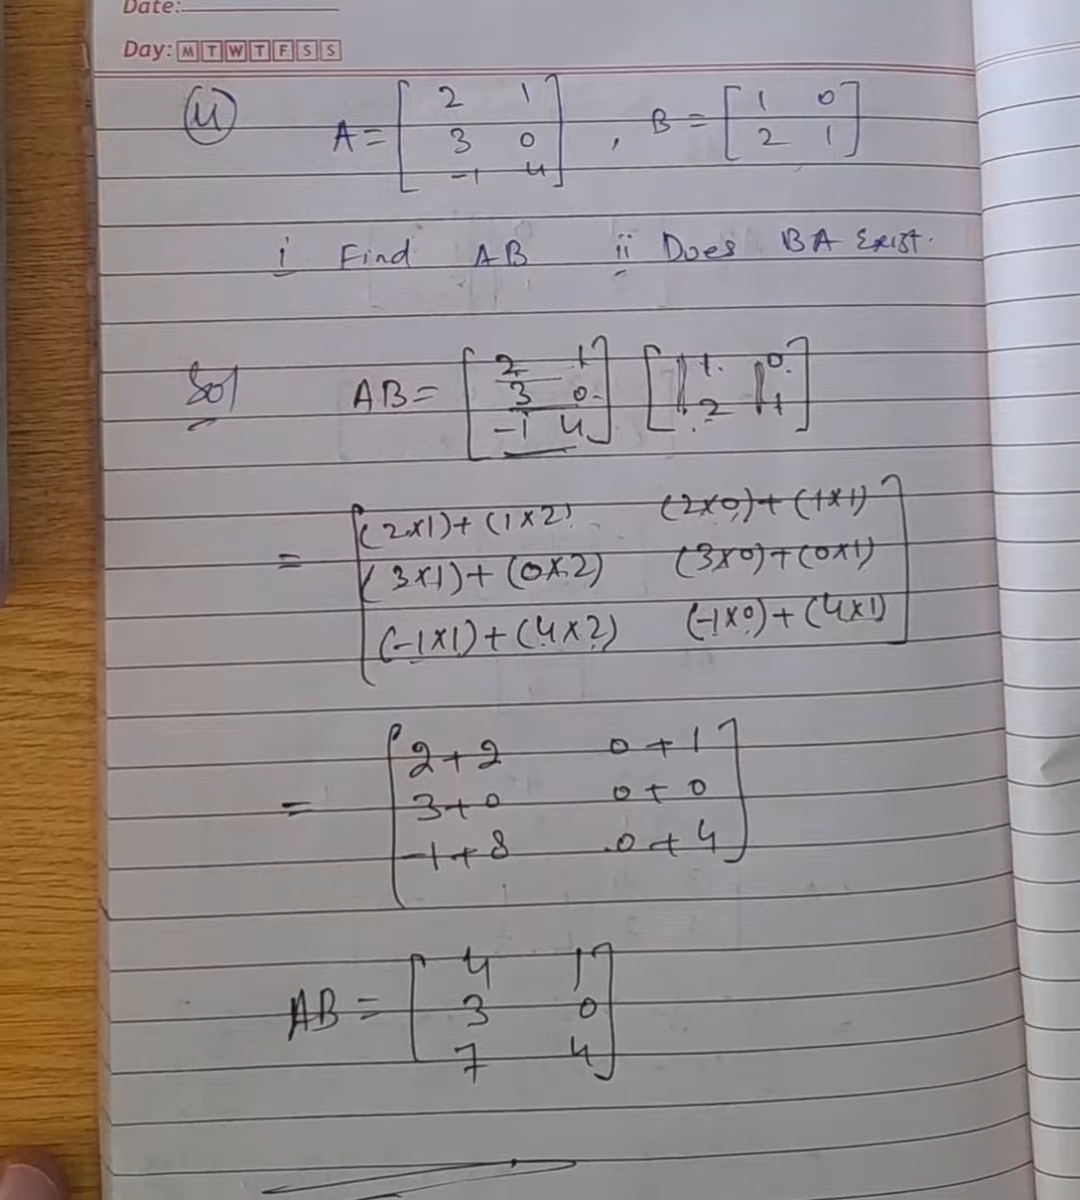 Date:
Day: M T W T F S S
(4) A = [ 2 1 , B = [ 1 0 ]
3 0 2 1
-1 4 ]
i Find AB ii Does BA Exist.
Sol AB = [ 2 1 ] [ 1. 0. ]
3 0 2 1
-1 4
= [ (2x1)+(1x2) (2x0)+(1x1) ]
(3x1)+(0x2) (3x0)+(0x1)
(-1x1)+(4x2) (-1x0)+(4x1)
= [ 2+2 0+1 ]
3+0 0+0
-1+8 0+4
AB = [ 4 1 ]
3 0
7 4